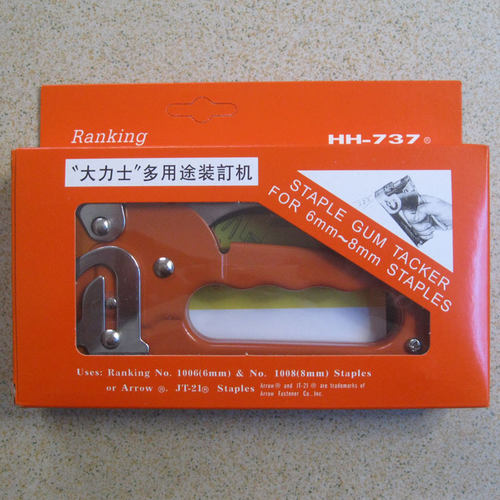 Ranking
HH-737®
"大力士"多用途装訂机
STAPLE GUM TACKER
FOR 6mm~8mm STAPLES
Uses: Ranking No. 1006(6mm) & No. 1008(8mm) Staples
or Arrow ®. JT-21® Staples
Arrow® and JT-21 ® are trademarks of
Arrow Fastener Co., Inc.